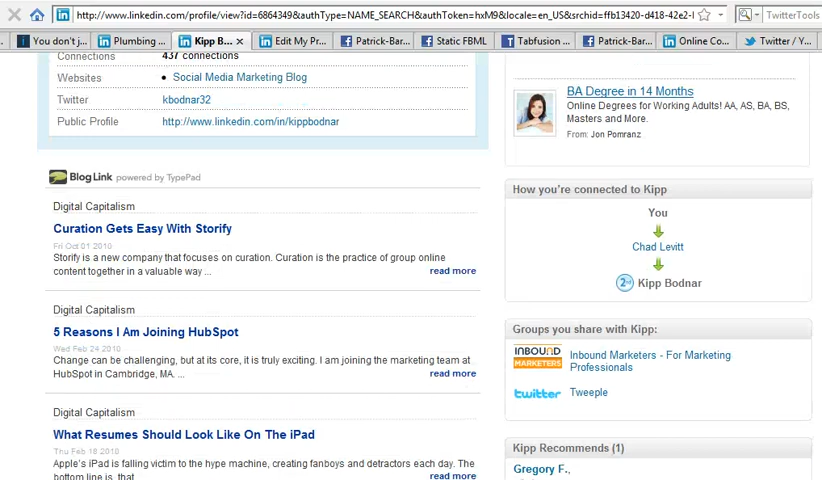 http://www.linkedin.com/profile/view?id=6864349&authType=NAME_SEARCH&authToken=hxM9&locale=en_US&srchid=ffb13420-d418-42e2-l
TwitterTools
You don't j...
Plumbing ...
Kipp B...
Edit My Pr...
Patrick-Bar...
Static FBML
Tabfusion ...
Patrick-Bar...
Online Co...
Twitter / Y...
Connections
437 connections
Websites
• Social Media Marketing Blog
Twitter
kbodnar32
Public Profile
http://www.linkedin.com/in/kippbodnar
BlogLink powered by TypePad
Digital Capitalism
Curation Gets Easy With Storify
Fri Oct 01 2010
Storify is a new company that focuses on curation. Curation is the practice of group online
content together in a valuable way ...
read more
Digital Capitalism
5 Reasons I Am Joining HubSpot
Wed Feb 24 2010
Change can be challenging, but at its core, it is truly exciting. I am joining the marketing team at
HubSpot in Cambridge, MA. ...
read more
Digital Capitalism
What Resumes Should Look Like On The iPad
Thu Feb 18 2010
Apple's iPad is falling victim to the hype machine, creating fanboys and detractors each day. The
bottom line is, that
read more
BA Degree in 14 Months
Online Degrees for Working Adults! AA, AS, BA, BS,
Masters and More.
From: Jon Pomranz
How you're connected to Kipp
You
Chad Levitt
2nd Kipp Bodnar
Groups you share with Kipp:
INBOUND
MARKETERS
Inbound Marketers - For Marketing
Professionals
twitter
Tweeple
Kipp Recommends (1)
Gregory F.,